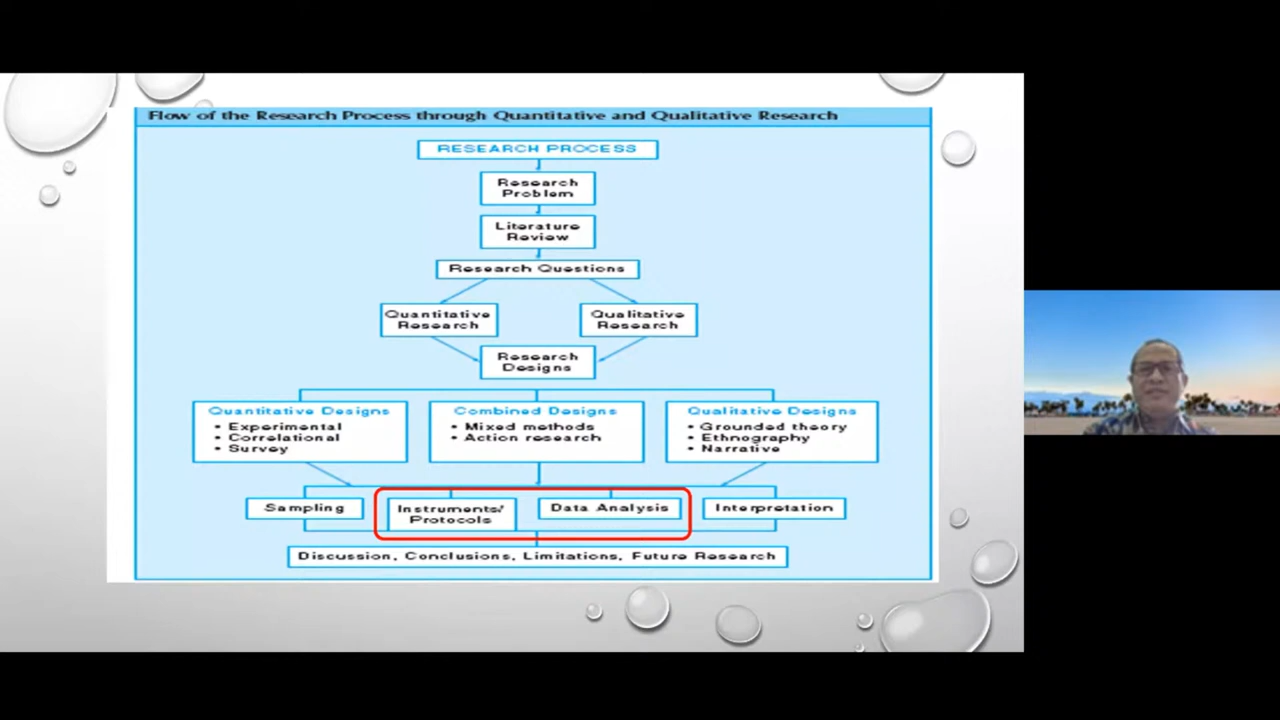 Flow of the Research Process through Quantitative and Qualitative Research
RESEARCH PROCESS
Research
Problem
Literature
Review
Research Questions
Quantitative
Research
Qualitative
Research
Research
Designs
Quantitative Designs
• Experimental
• Correlational
• Survey
Combined Designs
• Mixed methods
• Action research
Qualitative Designs
• Grounded theory
• Ethnography
• Narrative
Sampling
Instruments/
Protocols
Data Analysis
Interpretation
Discussion, Conclusions, Limitations, Future Research